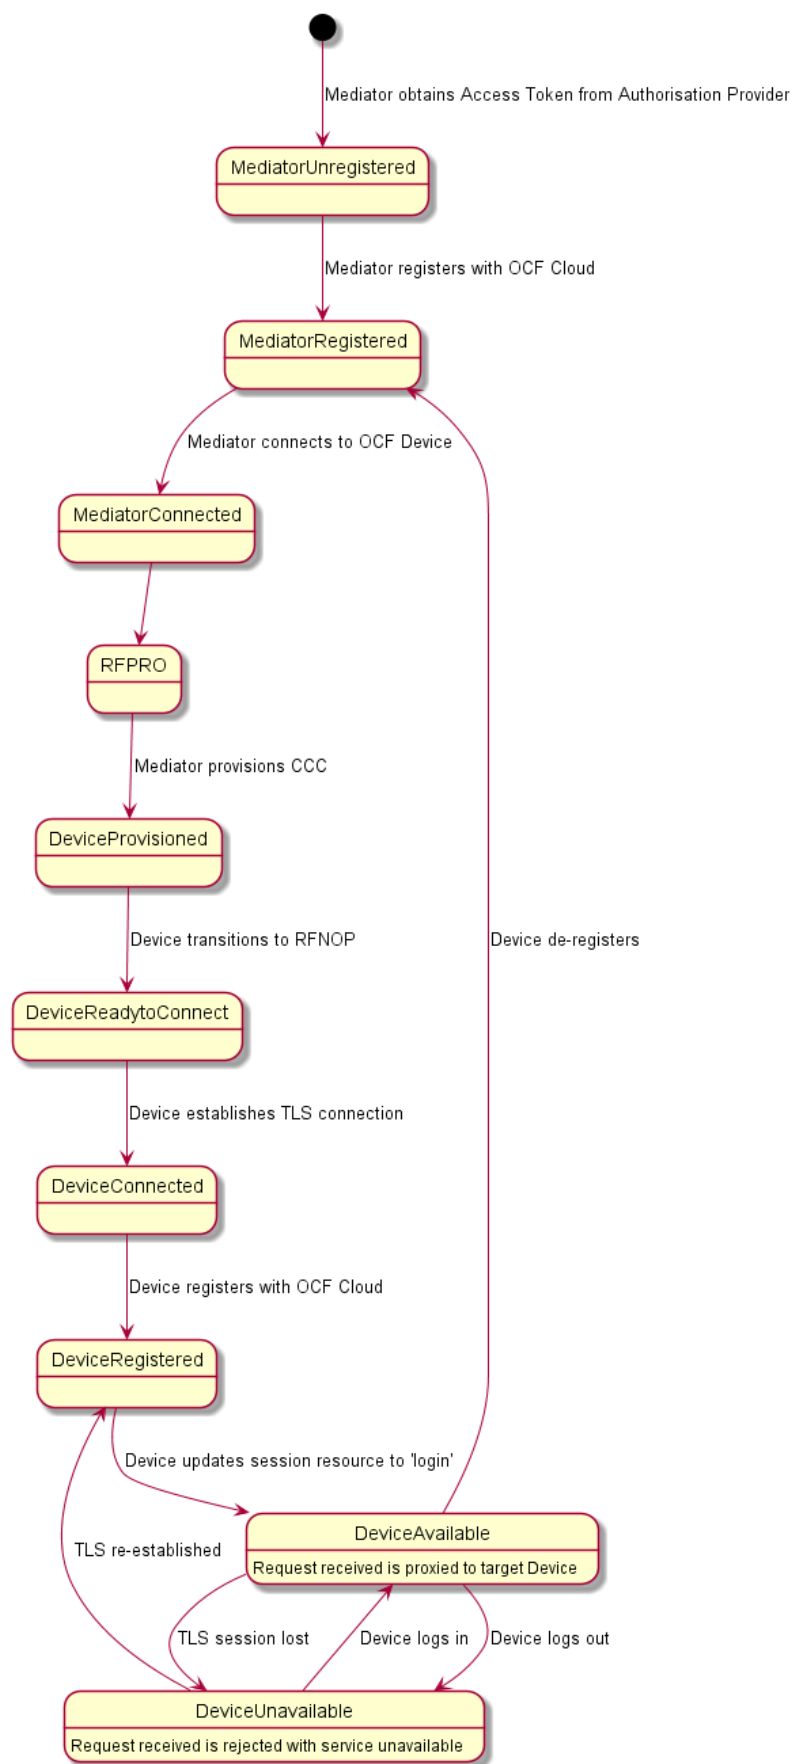 Mediator obtains Access Token from Authorisation Provider
MediatorUnregistered
Mediator registers with OCF Cloud
MediatorRegistered
Mediator connects to OCF Device
MediatorConnected
RFPRO
Mediator provisions CCC
DeviceProvisioned
Device transitions to RFNOP
Device de-registers
DeviceReadytoConnect
Device establishes TLS connection
DeviceConnected
Device registers with OCF Cloud
DeviceRegistered
Device updates session resource to 'login'
DeviceAvailable
Request received is proxied to target Device
TLS re-established
TLS session lost
Device logs in
Device logs out
DeviceUnavailable
Request received is rejected with service unavailable